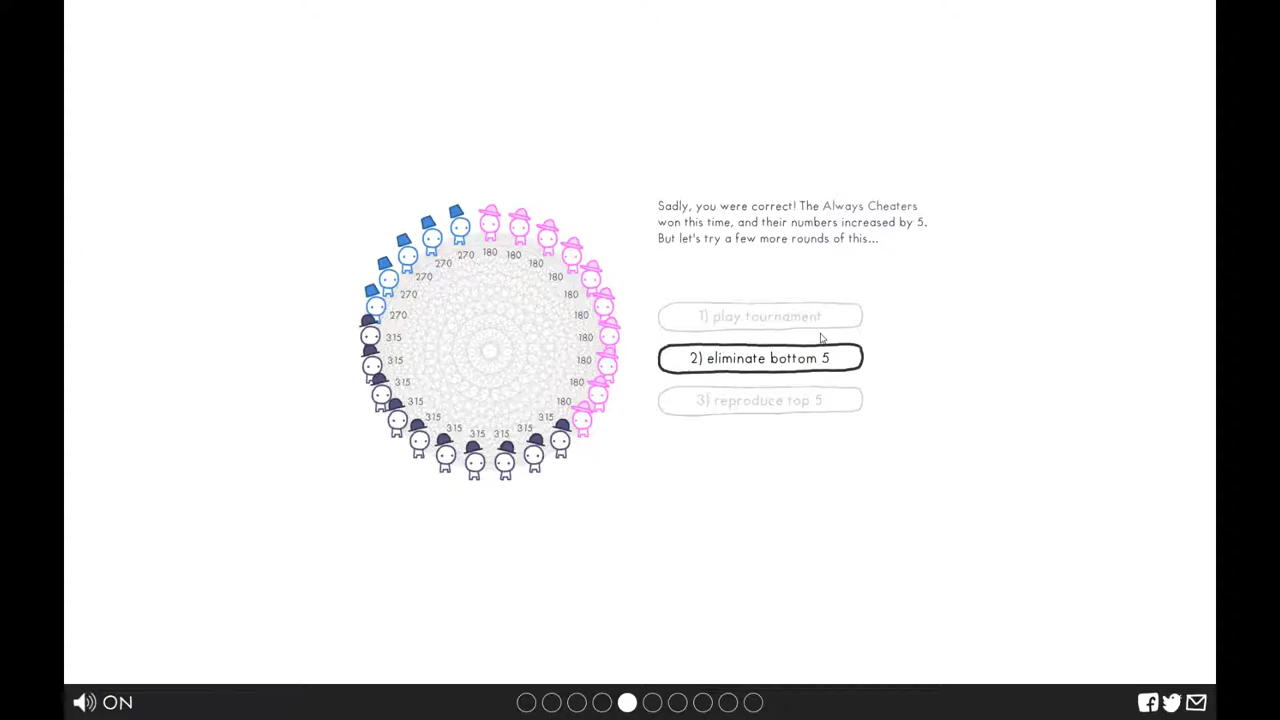 Sadly, you were correct! The Always Cheaters
won this time, and their numbers increased by 5.
But let's try a few more rounds of this...
270 180 180
270 180
270 180
270 180
270 180
315 180
315 180
315 180
315 180
315 315
315 315
315 315
1) play tournament
2) eliminate bottom 5
3) reproduce top 5
ON